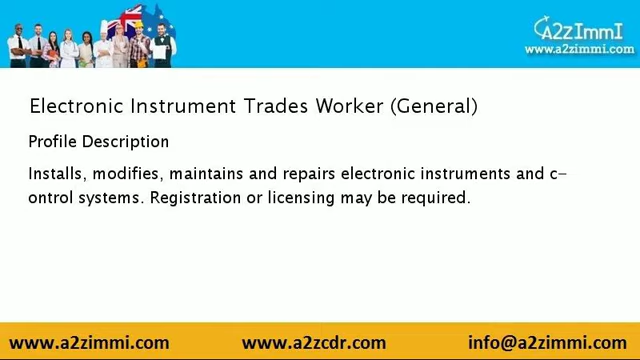 A2ZImmI
www.a2zimmi.com
Electronic Instrument Trades Worker (General)
Profile Description
Installs, modifies, maintains and repairs electronic instruments and c-
ontrol systems. Registration or licensing may be required.
www.a2zimmi.com www.a2zcdr.com info@a2zimmi.com